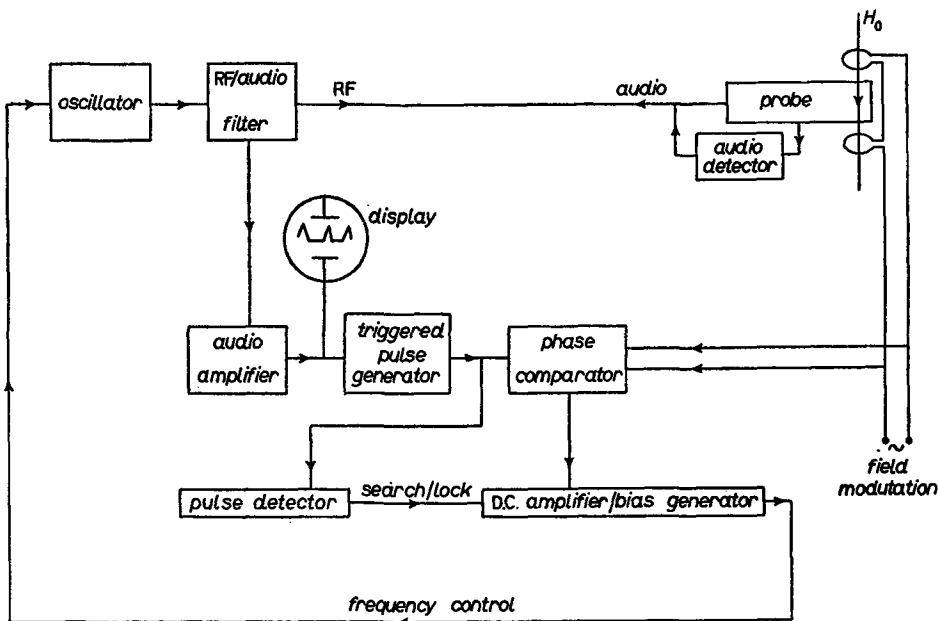 H₀
RF/audio
filter
oscillator
RF
audio
probe
audio
detector
display
audio
amplifier
triggered
pulse
generator
phase
comparator
~
field
modutation
pulse detector
search/lock
D.C. amplifier/bias generator
frequency control